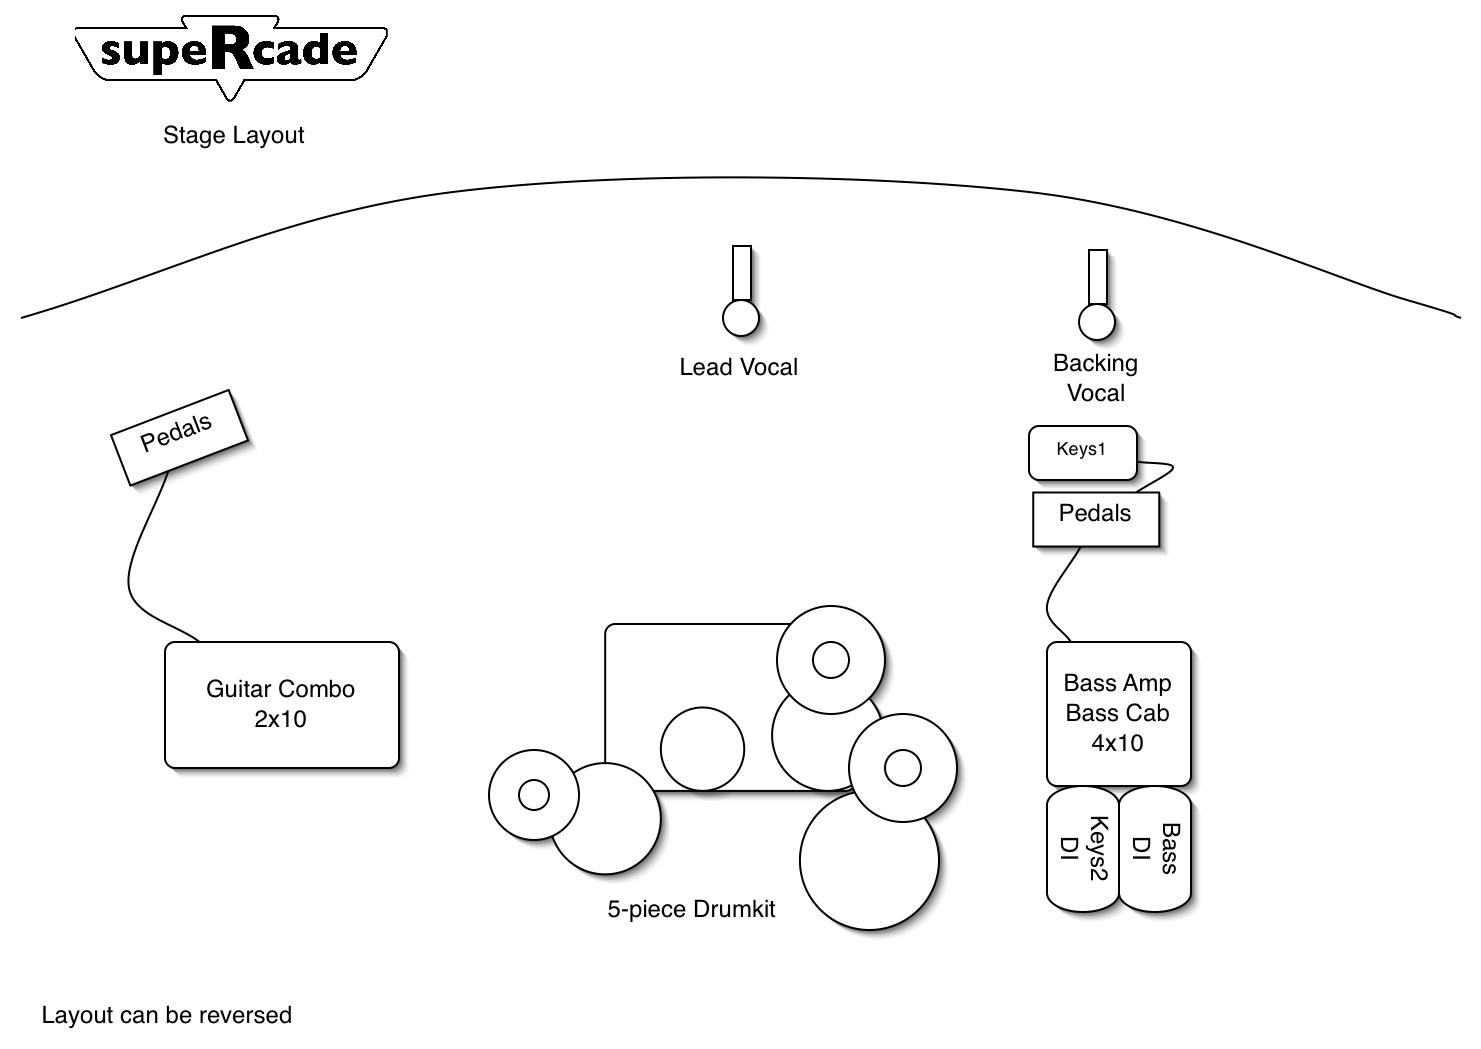 supeRcade
Stage Layout
Lead Vocal
Backing
Vocal
Pedals
Keys1
Pedals
Guitar Combo
2x10
Bass Amp
Bass Cab
4x10
Keys2
DI
Bass
DI
5-piece Drumkit
Layout can be reversed